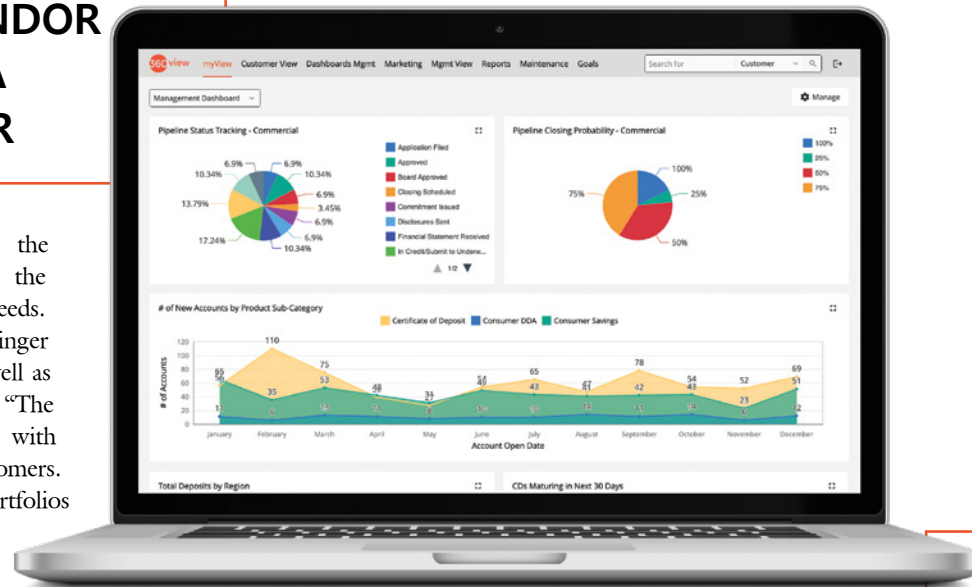 NDOR
A
R
the
the
eeds.
inger
ell as
“The
with
omers.
rtfolios
360 view
myView Customer View Dashboards Mgmt Marketing Mgmt View Reports Maintenance Goals
Search for Customer
Management Dashboard
Manage
Pipeline Status Tracking - Commercial
6.9% 6.9%
10.34% 10.34%
6.9%
13.79% 3.45%
6.9%
6.9%
17.24% 10.34%
Application Filed
Approved
Board Approved
Closing Scheduled
Commitment Issued
Disclosures Sent
Financial Statement Received
In Credit/Submit to Underw...
1/2
Pipeline Closing Probability - Commercial
100%
75% 25%
50%
100%
25%
50%
75%
# of New Accounts by Product Sub-Category
Certificate of Deposit Consumer DDA Consumer Savings
# of Accounts
120
100
80
60
40
20
0
65 110 75 65 78 54 52 69
35 53 43 42 43 23 51
January February March April May June July August September October November December
Account Open Date
Total Deposits by Region
CDs Maturing in Next 30 Days